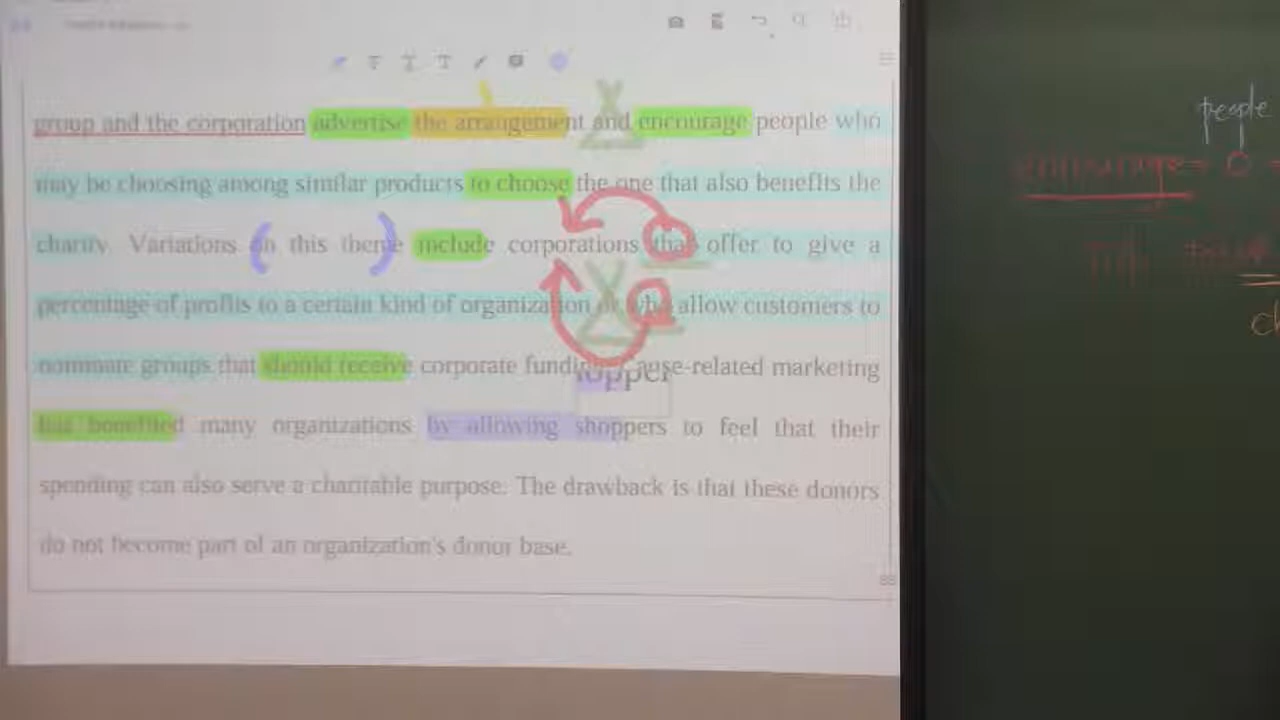 group and the corporation advertise the arrangement and encourage people who
may be choosing among similar products to choose the one that also benefits the
charity. Variations on this theme include corporations that offer to give a
percentage of profits to a certain kind of organization or who allow customers to
nominate groups that should receive corporate funding. Cause-related marketing
has benefited many organizations by allowing shoppers to feel that their
spending can also serve a charitable purpose. The drawback is that these donors
do not become part of an organization's donor base.
people
encourage O